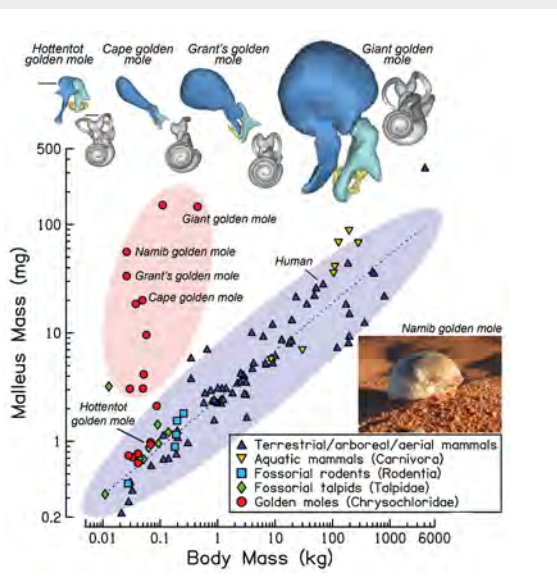 Hottentot
golden mole
Cape golden
mole
Grant's golden
mole
Giant golden
mole
500
100
10
1
0.2
Malleus Mass (mg)
Giant golden mole
Namib golden mole
Grant's golden mole
Cape golden mole
Human
Hottentot
golden mole
Namib golden mole
Terrestrial/arboreal/aerial mammals
Aquatic mammals (Carnivora)
Fossorial rodents (Rodentia)
Fossorial talpids (Talpidae)
Golden moles (Chrysochloridae)
0.01
0.1
1
10
100
1000
6000
Body Mass (kg)